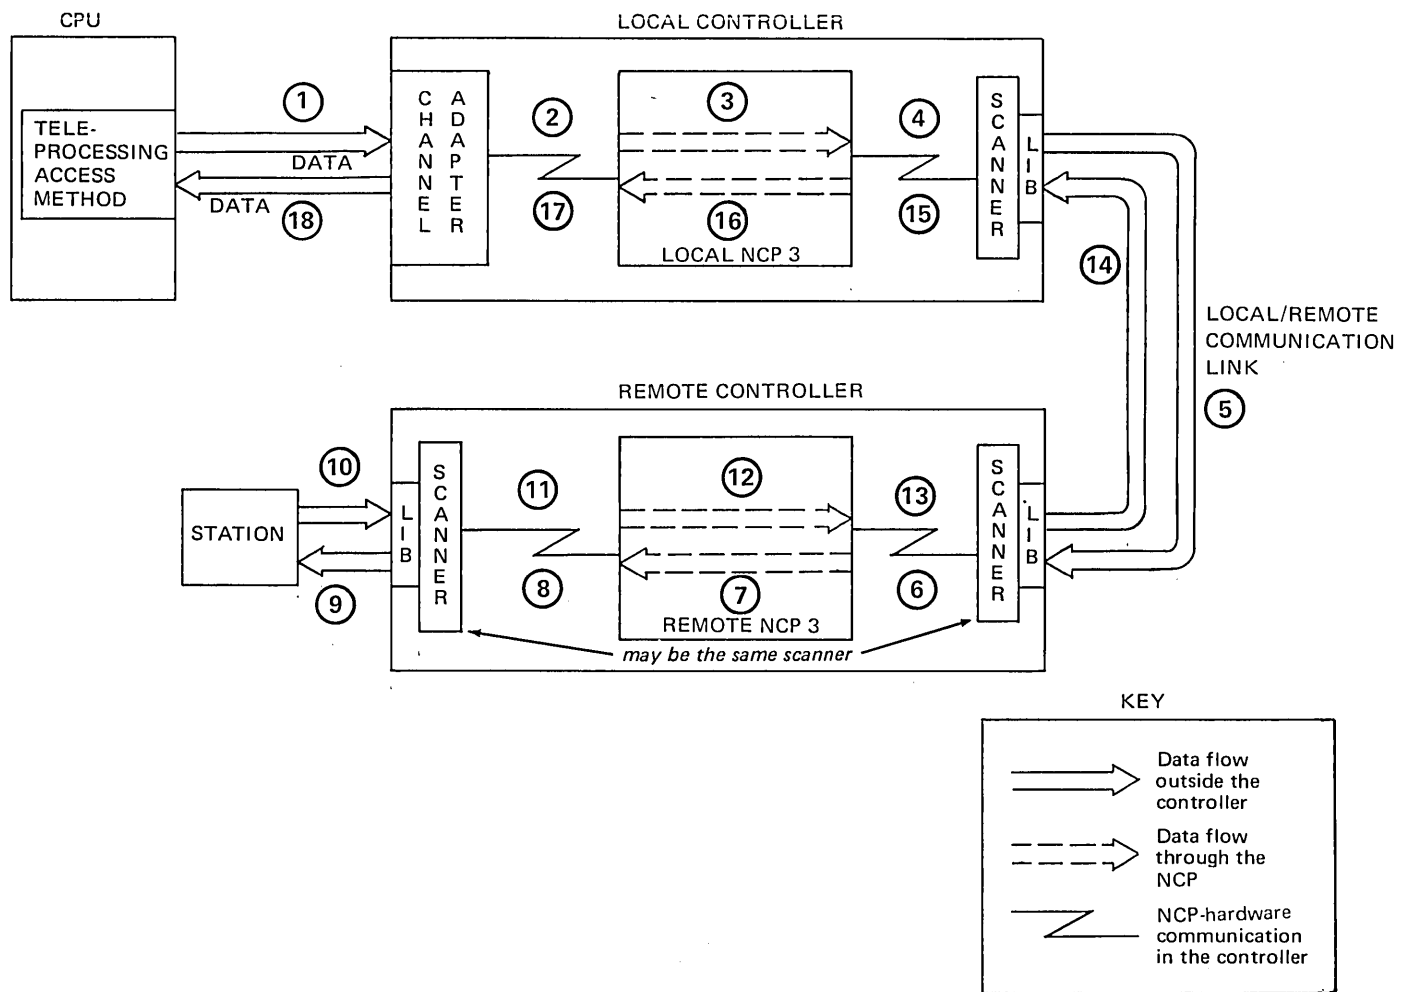 CPU
LOCAL CONTROLLER
TELE-
PROCESSING
ACCESS
METHOD
1
DATA
DATA
18
CHANNEL
ADAPTER
2
17
3
16
LOCAL NCP 3
4
15
SCANNER
LIB
14
LOCAL/REMOTE
COMMUNICATION
LINK
5
REMOTE CONTROLLER
STATION
10
9
LIB
SCANNER
11
8
12
7
REMOTE NCP 3
13
6
SCANNER
LIB
may be the same scanner
KEY
Data flow
outside the
controller
Data flow
through the
NCP
NCP-hardware
communication
in the controller